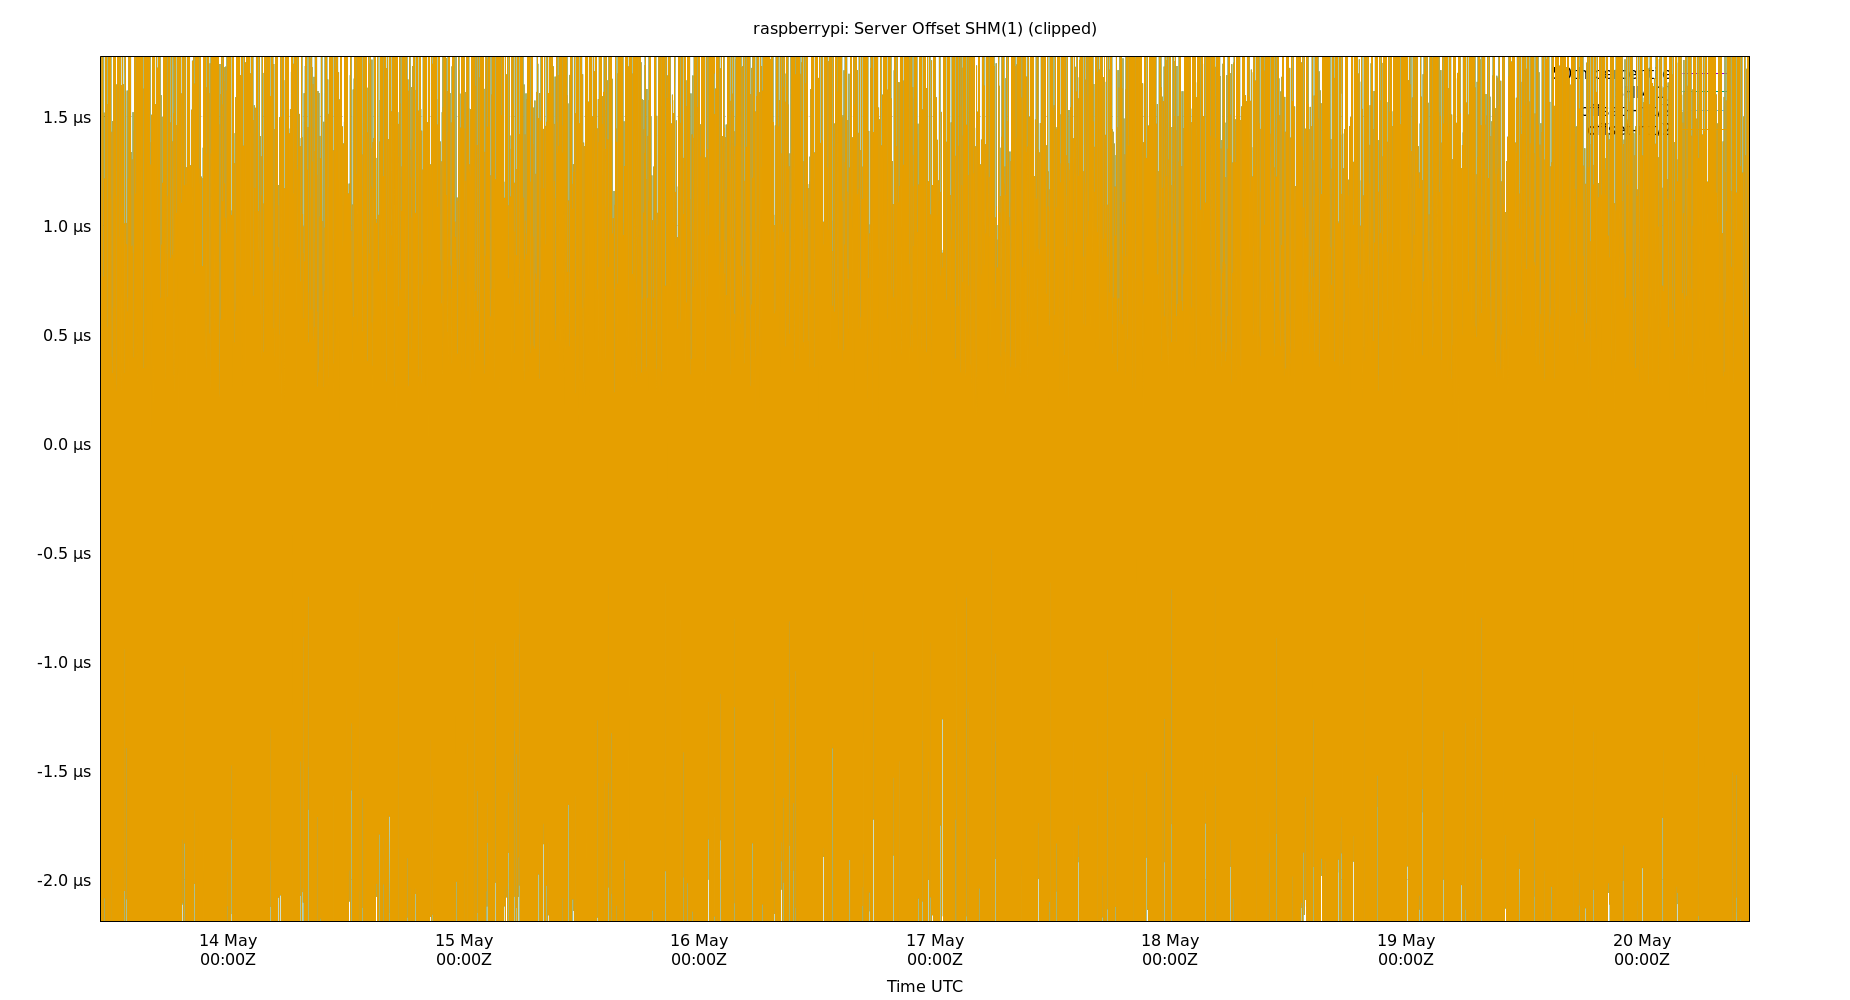 raspberrypi: Server Offset SHM(1) (clipped)
1.5 µs
1.0 µs
0.5 µs
0.0 µs
-0.5 µs
-1.0 µs
-1.5 µs
-2.0 µs
14 May 15 May 16 May 17 May 18 May 19 May 20 May
00:00Z 00:00Z 00:00Z 00:00Z 00:00Z 00:00Z 00:00Z
Time UTC